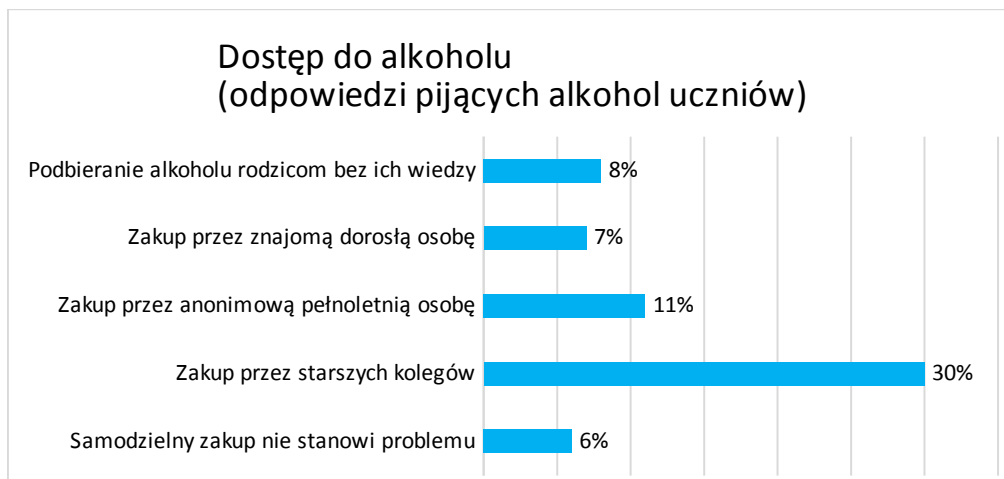 Dostęp do alkoholu
(odpowiedzi pijących alkohol uczniów)
Podbieranie alkoholu rodzicom bez ich wiedzy 8%
Zakup przez znajomą dorosłą osobę 7%
Zakup przez anonimową pełnoletnią osobę 11%
Zakup przez starszych kolegów 30%
Samodzielny zakup nie stanowi problemu 6%